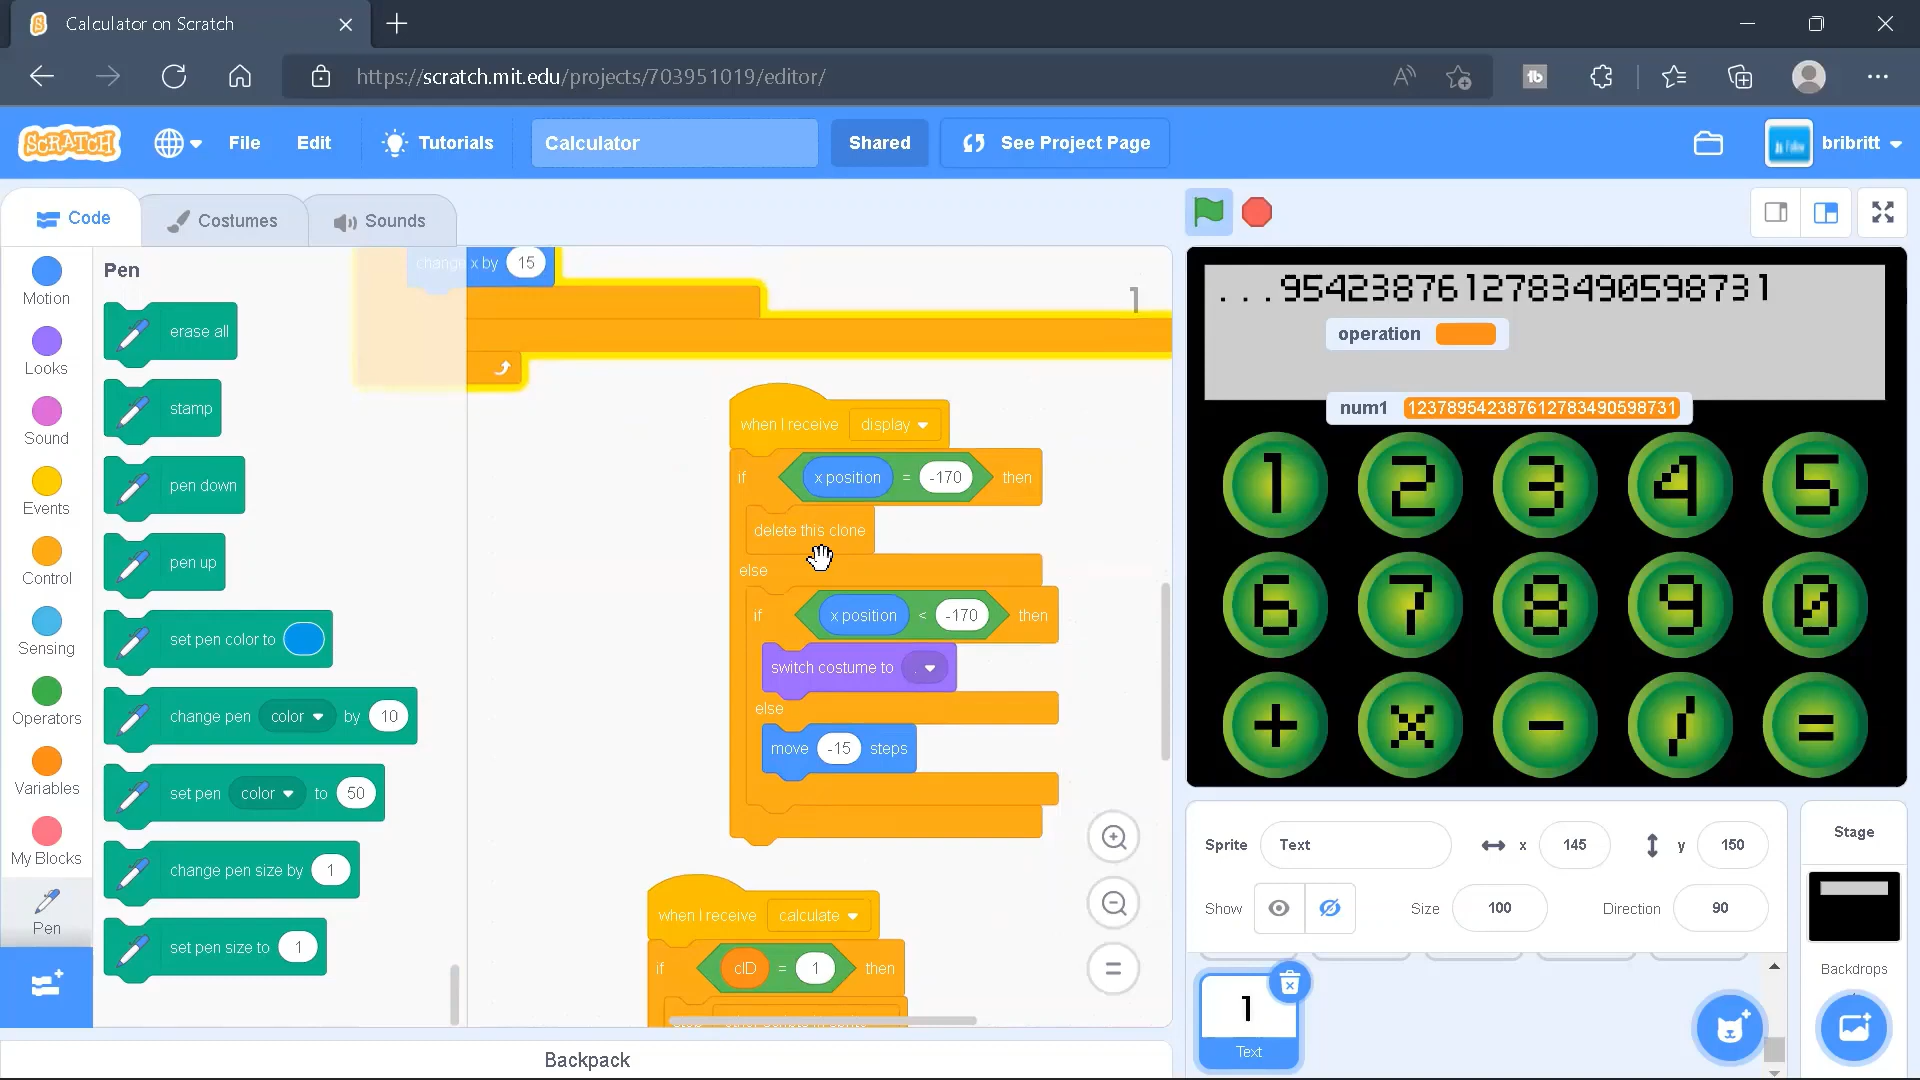 Calculator on Scratch
https://scratch.mit.edu/projects/703951019/editor/
SCRATCH
File
Edit
Tutorials
Calculator
Shared
See Project Page
bribritt
Code
Costumes
Sounds
Motion
Looks
Sound
Events
Control
Sensing
Operators
Variables
My Blocks
Pen
Pen
erase all
stamp
pen down
pen up
set pen color to
change pen color by 10
set pen color to 50
change pen size by 1
set pen size to 1
change x by 15
1
when I receive display
if x position = -170 then
delete this clone
else
if x position < -170 then
switch costume to .
else
move -15 steps
when I receive calculate
if cID = 1 then
Backpack
...9542387612783490598731
operation
num1 123789542387612783490598731
1 2 3 4 5
6 7 8 9 0
+ x - / =
Sprite Text x 145 y 150
Show Size 100 Direction 90
1
Text
Stage
Backdrops